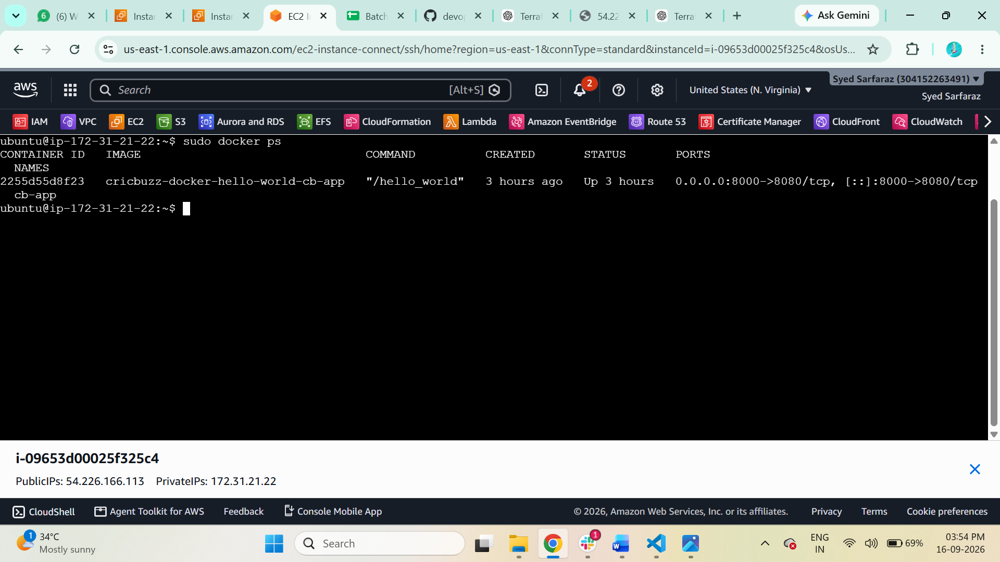 6
(6) W
Instar
Instar
EC2 I
Batch
devop
Terraf
54.22
Terra
Ask Gemini
us-east-1.console.aws.amazon.com/ec2-instance-connect/ssh/home?region=us-east-1&connType=standard&instanceId=i-09653d00025f325c4&osUs...
aws
Search
[Alt+S]
2
United States (N. Virginia) ▼
Syed Sarfaraz (304152263491) ▼
Syed Sarfaraz
IAM
VPC
EC2
S3
Aurora and RDS
EFS
CloudFormation
Lambda
Amazon EventBridge
Route 53
Certificate Manager
CloudFront
CloudWatch
ubuntu@ip-172-31-21-22:~$ sudo docker ps
CONTAINER ID IMAGE COMMAND CREATED STATUS PORTS
NAMES
2255d55d8f23 cricbuzz-docker-hello-world-cb-app "/hello_world" 3 hours ago Up 3 hours 0.0.0.0:8000->8080/tcp, [::]:8000->8080/tcp
cb-app
ubuntu@ip-172-31-21-22:~$
i-09653d00025f325c4
PublicIPs: 54.226.166.113 PrivateIPs: 172.31.21.22
CloudShell
Agent Toolkit for AWS
Feedback
Console Mobile App
© 2026, Amazon Web Services, Inc. or its affiliates.
Privacy
Terms
Cookie preferences
1
34°C
Mostly sunny
Search
1
W
ENG
IN
69%
03:54 PM
16-09-2026